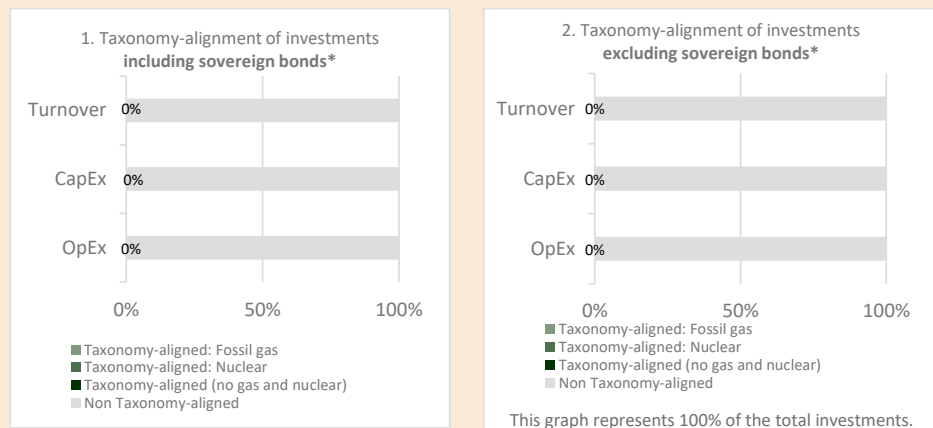 1. Taxonomy-alignment of investments
including sovereign bonds*
Turnover 0%
CapEx 0%
OpEx 0%
0% 50% 100%
Taxonomy-aligned: Fossil gas
Taxonomy-aligned: Nuclear
Taxonomy-aligned (no gas and nuclear)
Non Taxonomy-aligned
2. Taxonomy-alignment of investments
excluding sovereign bonds*
Turnover 0%
CapEx 0%
OpEx 0%
0% 50% 100%
Taxonomy-aligned: Fossil gas
Taxonomy-aligned: Nuclear
Taxonomy-aligned (no gas and nuclear)
Non Taxonomy-aligned
This graph represents 100% of the total investments.